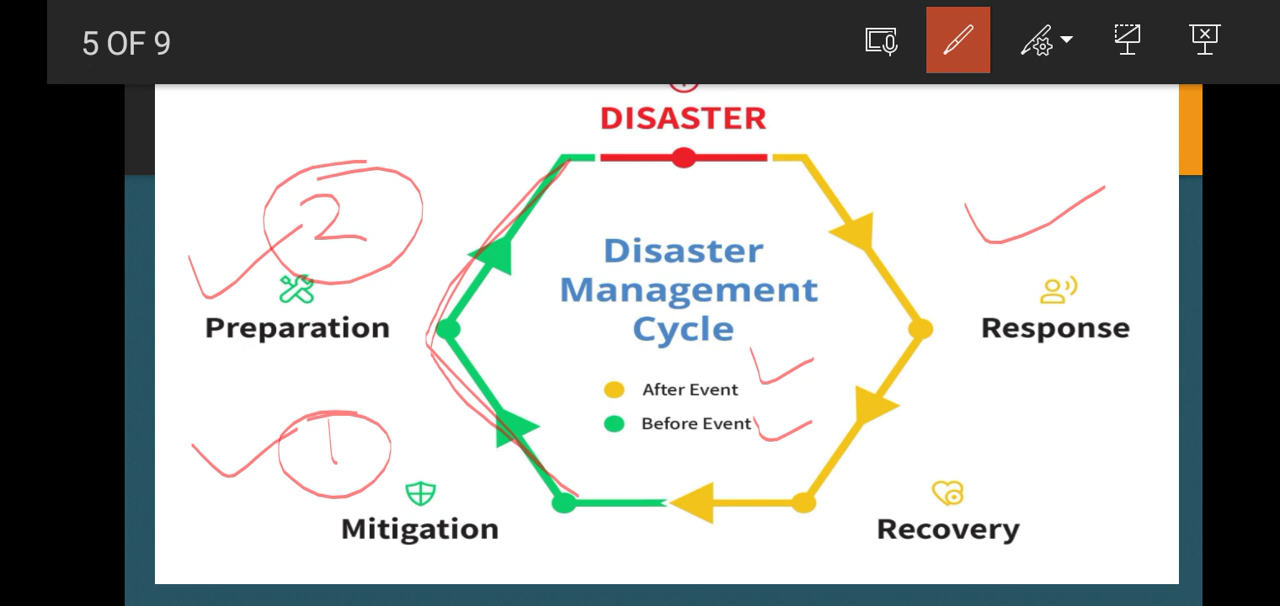 5 OF 9
DISASTER
2
Disaster
Management
Cycle
Preparation
Response
After Event
Before Event
1
Mitigation
Recovery